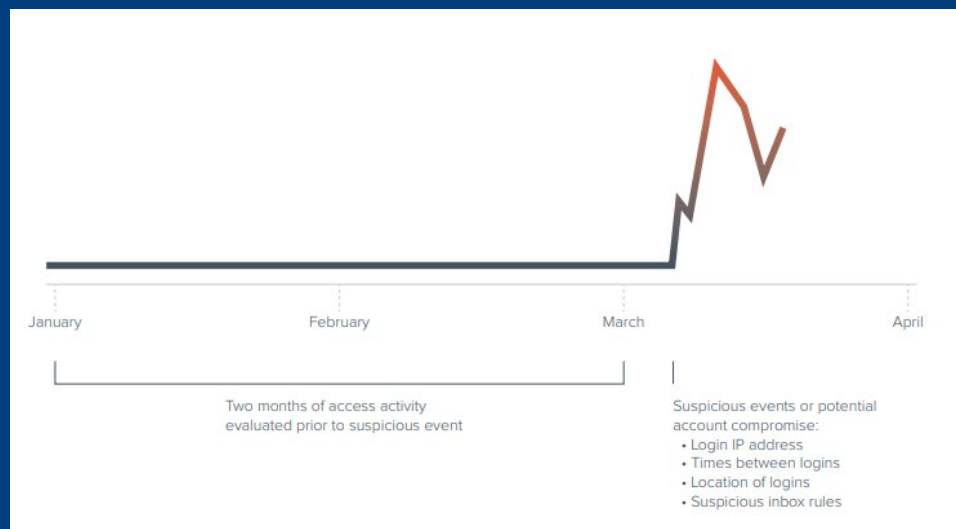 January
February
March
April
Two months of access activity
evaluated prior to suspicious event
Suspicious events or potential
account compromise:
• Login IP address
• Times between logins
• Location of logins
• Suspicious inbox rules